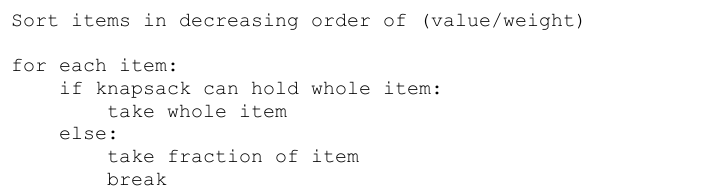 Sort items in decreasing order of (value/weight)

for each item:
    if knapsack can hold whole item:
        take whole item
    else:
        take fraction of item
        break